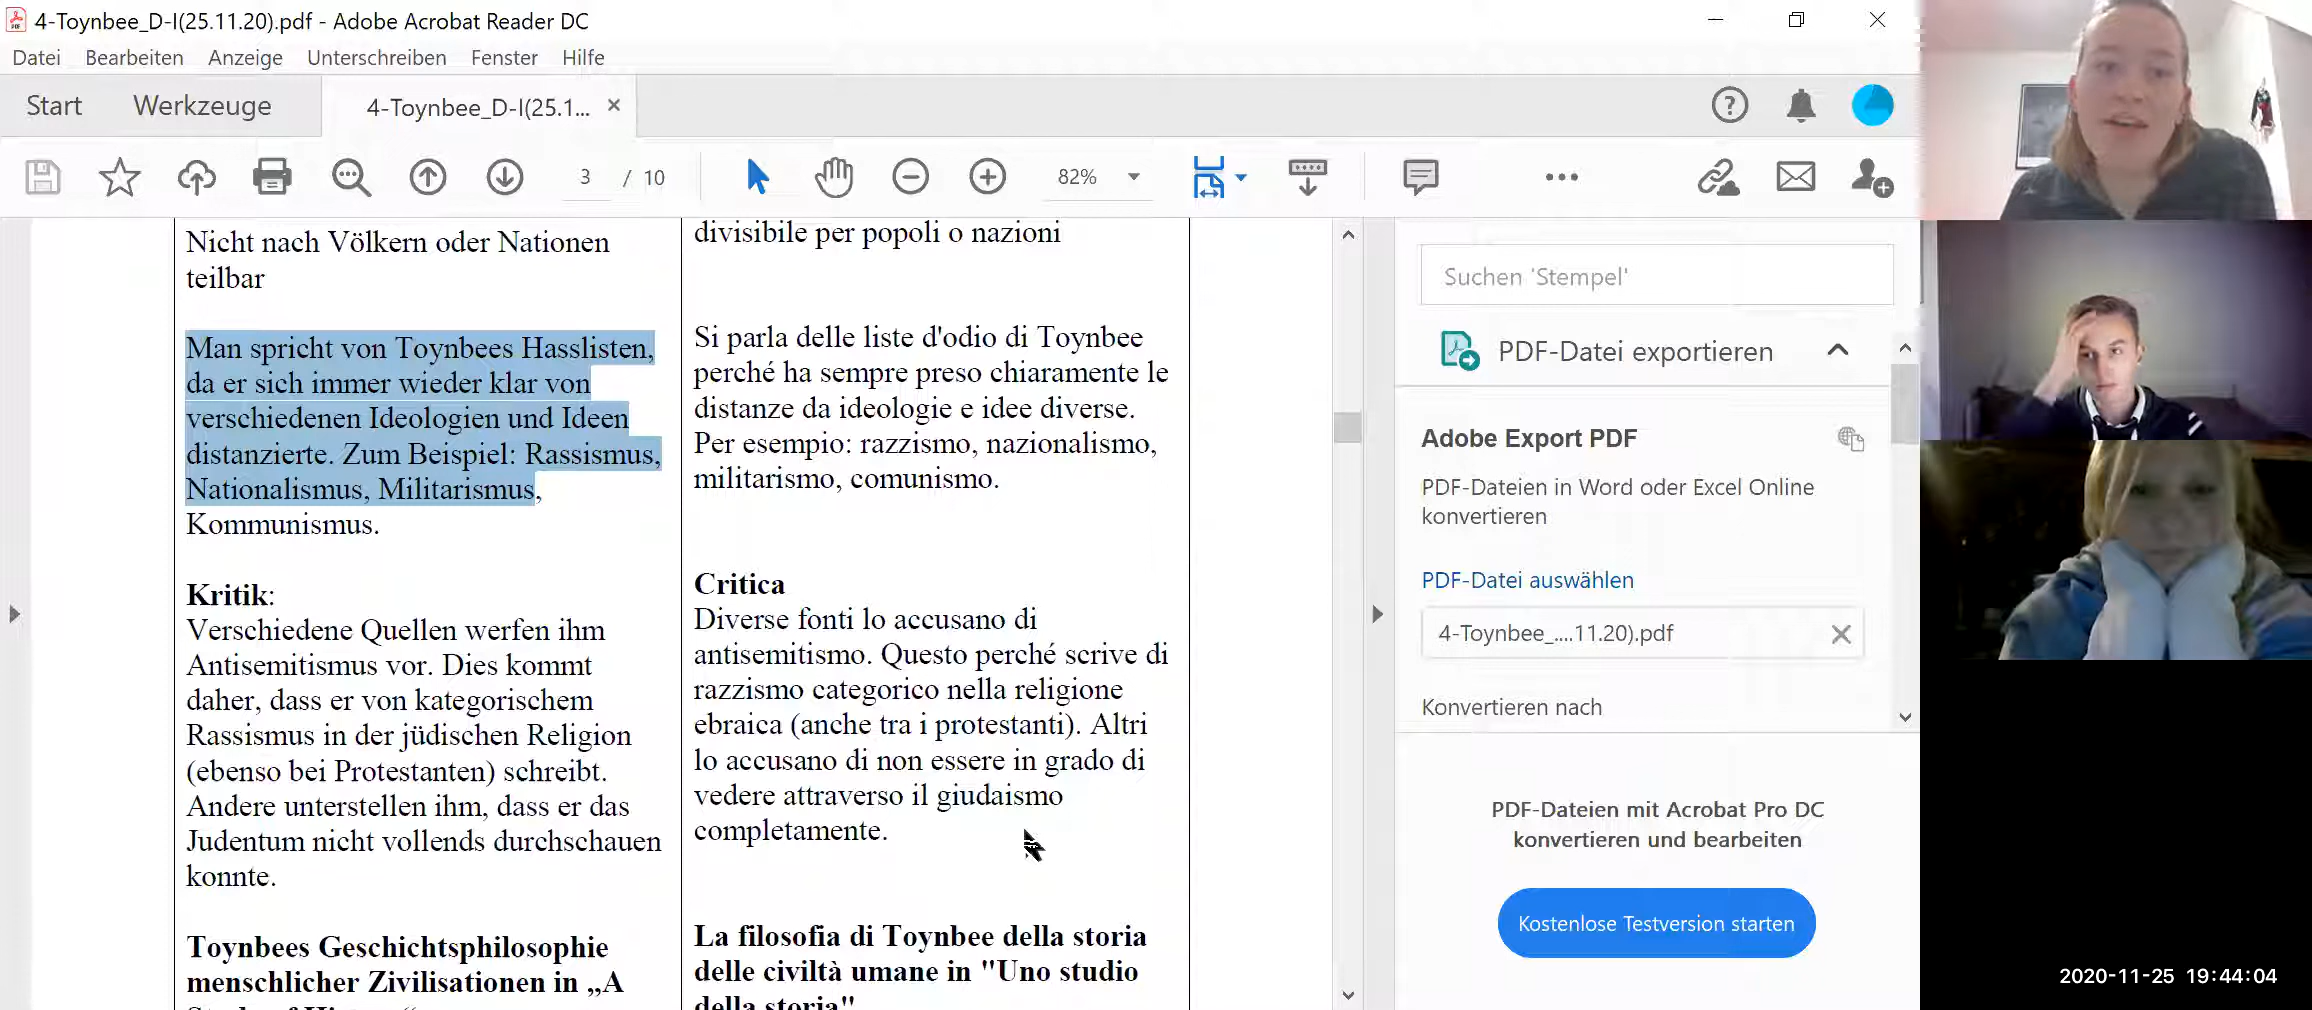 4-Toynbee_D-I(25.11.20).pdf - Adobe Acrobat Reader DC
Datei Bearbeiten Anzeige Unterschreiben Fenster Hilfe
Start Werkzeuge 4-Toynbee_D-I(25.1...
3 / 10 82%
Nicht nach Völkern oder Nationen
teilbar
Man spricht von Toynbees Hasslisten,
da er sich immer wieder klar von
verschiedenen Ideologien und Ideen
distanzierte. Zum Beispiel: Rassismus,
Nationalismus, Militarismus,
Kommunismus.
Kritik:
Verschiedene Quellen werfen ihm
Antisemitismus vor. Dies kommt
daher, dass er von kategorischem
Rassismus in der jüdischen Religion
(ebenso bei Protestanten) schreibt.
Andere unterstellen ihm, dass er das
Judentum nicht vollends durchschauen
konnte.
Toynbees Geschichtsphilosophie
menschlicher Zivilisationen in „A
divisibile per popoli o nazioni
Si parla delle liste d'odio di Toynbee
perché ha sempre preso chiaramente le
distanze da ideologie e idee diverse.
Per esempio: razzismo, nazionalismo,
militarismo, comunismo.
Critica
Diverse fonti lo accusano di
antisemitismo. Questo perché scrive di
razzismo categorico nella religione
ebraica (anche tra i protestanti). Altri
lo accusano di non essere in grado di
vedere attraverso il giudaismo
completamente.
La filosofia di Toynbee della storia
delle civiltà umane in "Uno studio
della storia"
Suchen 'Stempel'
PDF-Datei exportieren
Adobe Export PDF
PDF-Dateien in Word oder Excel Online
konvertieren
PDF-Datei auswählen
4-Toynbee_....11.20).pdf
Konvertieren nach
PDF-Dateien mit Acrobat Pro DC
konvertieren und bearbeiten
Kostenlose Testversion starten
2020-11-25 19:44:04